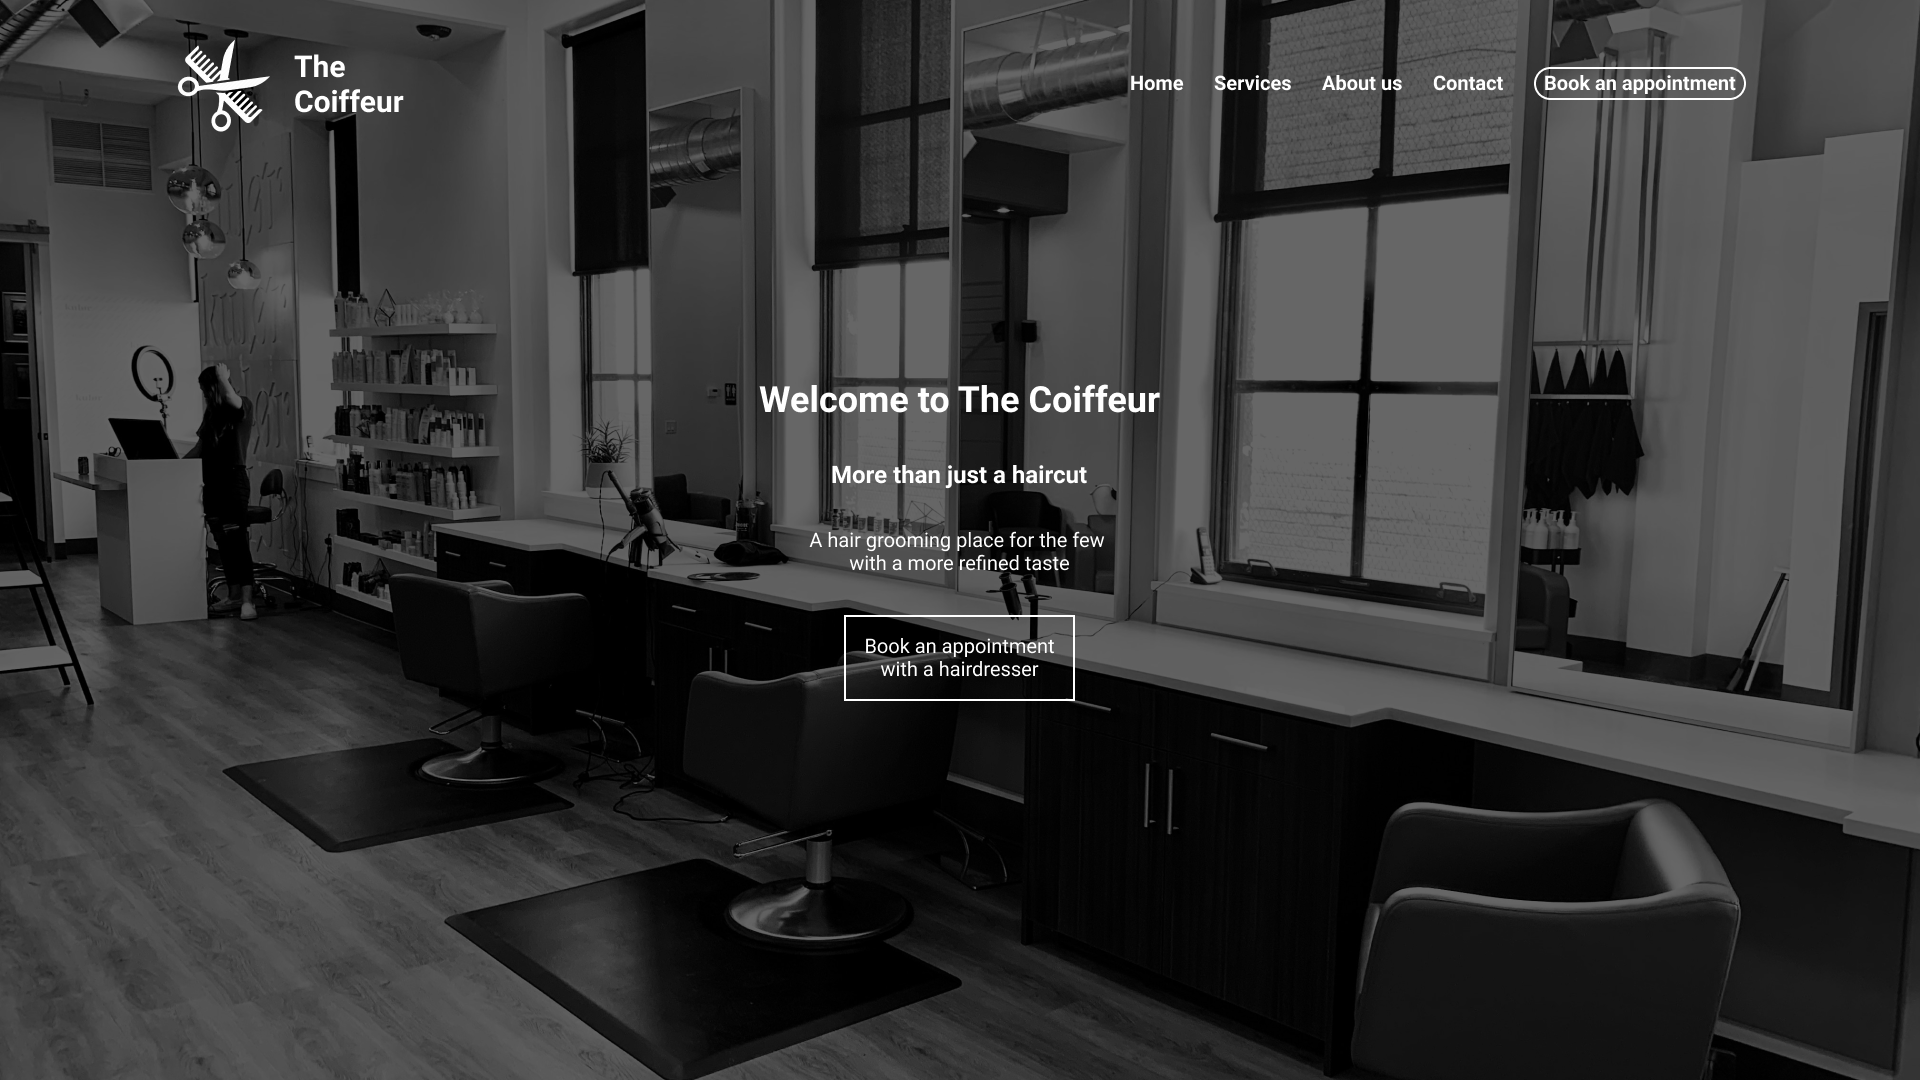 The
Coiffeur
Home
Services
About us
Contact
Book an appointment
Welcome to The Coiffeur
More than just a haircut
A hair grooming place for the few
with a more refined taste
Book an appointment
with a hairdresser